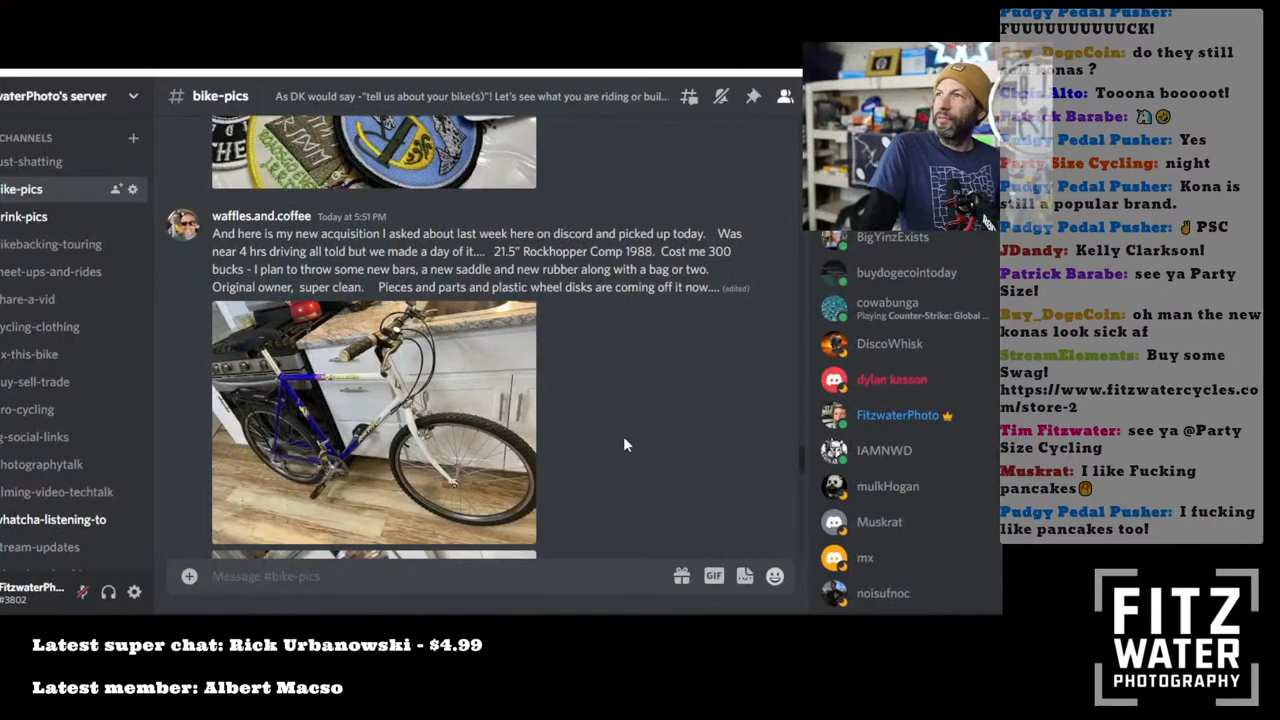 waterPhoto's server
# bike-pics
As DK would say -"tell us about your bike(s)"! Let's see what you are riding or buil...
CHANNELS
ust-shatting
ike-pics
rink-pics
ikebacking-touring
neet-ups-and-rides
hare-a-vid
ycling-clothing
x-this-bike
uy-sell-trade
ro-cycling
g-social-links
hotographytalk
lming-video-techtalk
vhatcha-listening-to
tream-updates
FitzwaterPh...
#3802
waffles.and.coffee Today at 5:51 PM
And here is my new acquisition I asked about last week here on discord and picked up today. Was
near 4 hrs driving all told but we made a day of it.... 21.5" Rockhopper Comp 1988. Cost me 300
bucks - I plan to throw some new bars, a new saddle and new rubber along with a bag or two.
Original owner, super clean. Pieces and parts and plastic wheel disks are coming off it now.... (edited)
Message #bike-pics
GIF
BigYinzExists
buydogecointoday
cowabunga
Playing Counter-Strike: Global ...
DiscoWhisk
dylan kasson
FitzwaterPhoto
IAMNWD
mulkHogan
Muskrat
mx
noisufnoc
Pudgy Pedal Pusher:
FUUUUUUUUUCK!
Buy_DogeCoin: do they still
sell konas ?
Chris Alto: Tooona booooot!
Patrick Barabe:
Pudgy Pedal Pusher: Yes
Party Size Cycling: night
Pudgy Pedal Pusher: Kona is
still a popular brand.
Pudgy Pedal Pusher: ✌ PSC
JDandy: Kelly Clarkson!
Patrick Barabe: see ya Party
Size!
Buy_DogeCoin: oh man the new
konas look sick af
StreamElements: Buy some
Swag!
https://www.fitzwatercycles.co
m/store-2
Tim Fitzwater: see ya @Party
Size Cycling
Muskrat: I like Fucking
pancakes🥞
Pudgy Pedal Pusher: I fucking
like pancakes too!
Latest super chat: Rick Urbanowski - $4.99
Latest member: Albert Macso
FITZ
WATER
PHOTOGRAPHY